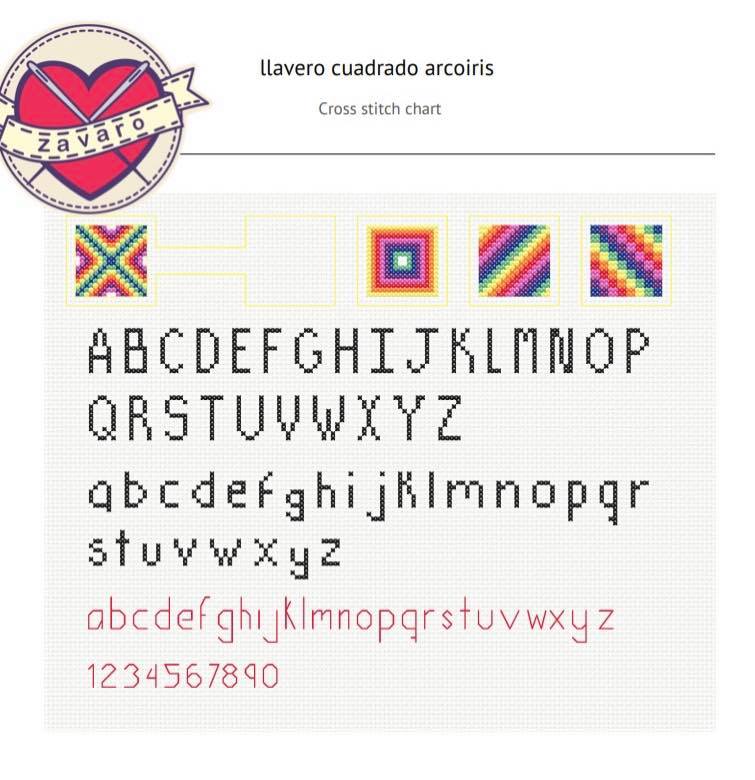 llavero cuadrado arcoiris
Cross stitch chart
zavaro
ABCDEFGHIJKLMNOP
QRSTUVWXYZ
abcdefghijklmnopqr
stuvwxyz
abcdefghijklmnopqrstuvwxyz
1234567890